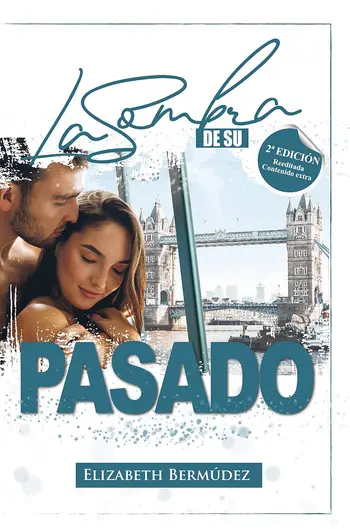 La Sombra
DE SU
2ª EDICIÓN
Reeditada
Contenido extra
PASADO
ELIZABETH BERMÚDEZ